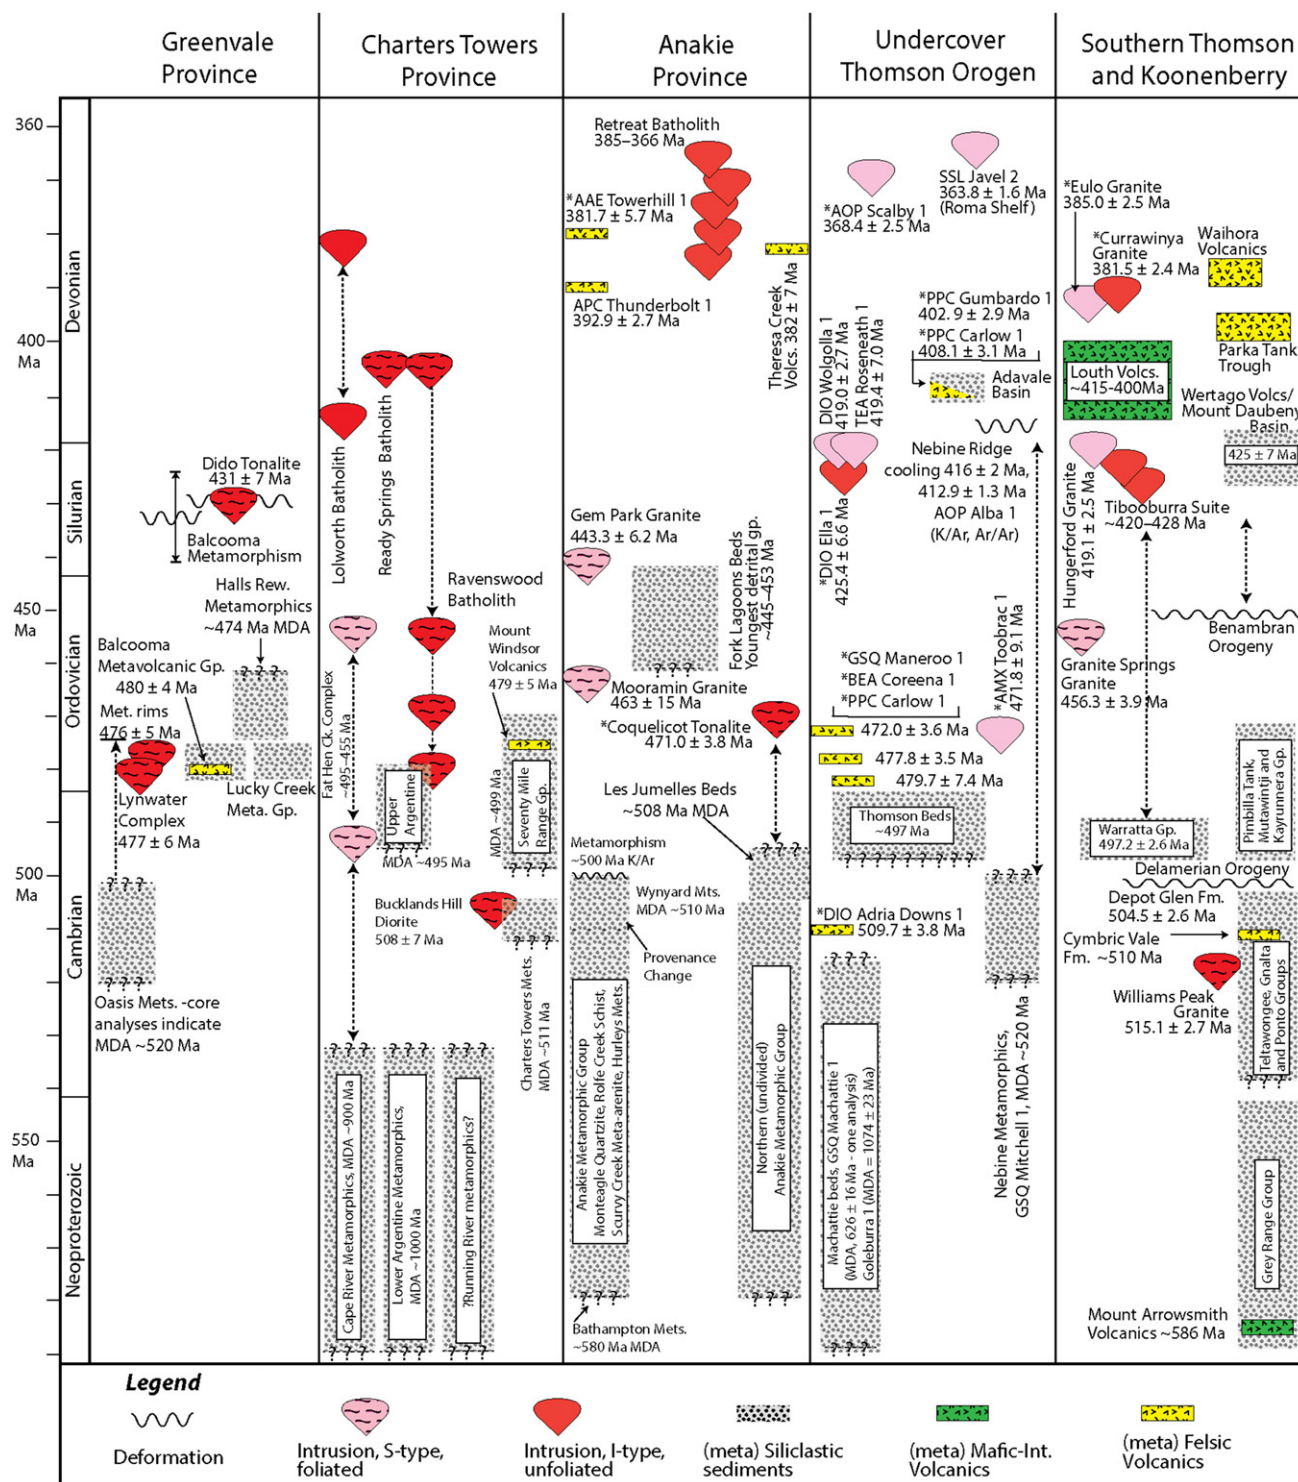 Greenvale
Province
Charters Towers
Province
Anakie
Province
Undercover
Thomson Orogen
Southern Thomson
and Koonenberry
360
400
Ma
450
Ma
500
Ma
550
Ma
Devonian
Silurian
Ordovician
Cambrian
Neoproterozoic
Dido Tonalite
431 ± 7 Ma
Balcooma
Metamorphism
Halls Rew.
Metamorphics
~474 Ma MDA
? ? ?
Balcooma
Metavolcanic Gp.
480 ± 4 Ma
Met. rims
476 ± 5 Ma
Lucky Creek
Meta. Gp.
Lynwater
Complex
477 ± 6 Ma
? ? ?
? ? ?
Oasis Mets. -core
analyses indicate
MDA ~520 Ma
Lolworth Batholith
Ready Springs Batholith
Ravenswood
Batholith
Mount
Windsor
Volcanics
479 ± 5 Ma
Fat Hen Ck. Complex
~495-455 Ma
Upper
Argentine
? ? ?
MDA ~495 Ma
MDA ~499 Ma
Seventy Mile
Range Gp.
? ? ?
Bucklands Hill
Diorite
508 ± 7 Ma
? ? ?
Charters Towers Mets.
MDA ~511 Ma
? ? ?
? ? ?
? ? ?
Cape River Metamorphics, MDA ~900 Ma
Lower Argentine Metamorphics,
MDA ~1000 Ma
?Running River metamorphics?
? ? ?
? ? ?
? ? ?
Retreat Batholith
385–366 Ma
*AAE Towerhill 1
381.7 ± 5.7 Ma
APC Thunderbolt 1
392.9 ± 2.7 Ma
Theresa Creek
Volcs. 382 ± 7 Ma
Gem Park Granite
443.3 ± 6.2 Ma
Fork Lagoons Beds
Youngest detrital gp.
~445–453 Ma
? ? ?
Mooramin Granite
463 ± 15 Ma
*Coquelicot Tonalite
471.0 ± 3.8 Ma
Les Jumelles Beds
~508 Ma MDA
? ? ?
Metamorphism
~500 Ma K/Ar
Wynyard Mts.
MDA ~510 Ma
Provenance
Change
Anakie Metamorphic Group
Monteagle Quartzite, Rolfe Creek Schist,
Scurvy Creek Meta-arenite, Hurleys Mets.
Northern (undivided)
Anakie Metamorphic Group
? ? ?
? ? ?
Bathampton Mets.
~580 Ma MDA
SSL Javel 2
363.8 ± 1.6 Ma
(Roma Shelf)
*AOP Scalby 1
368.4 ± 2.5 Ma
*PPC Gumbardo 1
402.9 ± 2.9 Ma
*PPC Carlow 1
408.1 ± 3.1 Ma
Adavale
Basin
DIO Wolgolla 1
419.0 ± 2.7 Ma
TEA Roseneath 1
419.4 ± 7.0 Ma
Nebine Ridge
cooling 416 ± 2 Ma,
412.9 ± 1.3 Ma
AOP Alba 1
(K/Ar, Ar/Ar)
*DIO Ella 1
425.4 ± 6.6 Ma
*GSQ Maneroo 1
*BEA Coreena 1
*PPC Carlow 1
472.0 ± 3.6 Ma
477.8 ± 3.5 Ma
479.7 ± 7.4 Ma
*AMX Toobrac 1
471.8 ± 9.1 Ma
Thomson Beds
~497 Ma
? ? ? ? ? ? ? ? ?
? ? ?
*DIO Adria Downs 1
509.7 ± 3.8 Ma
? ? ?
? ? ?
Machattie beds, GSQ Machattie 1
(MDA, 626 ± 16 Ma - one analysis)
Goleburra 1 (MDA = 1074 ± 23 Ma)
Nebine Metamorphics,
GSQ Mitchell 1, MDA ~520 Ma
? ? ?
*Eulo Granite
385.0 ± 2.5 Ma
*Currawinya
Granite
381.5 ± 2.4 Ma
Waihora
Volcanics
Parka Tank
Trough
Louth Volcs.
~415-400Ma
Wertago Volcs/
Mount Daubeny
Basin
425 ± 7 Ma
Hungerford Granite
419.1 ± 2.5 Ma
Tibooburra Suite
~420–428 Ma
Benambran
Orogeny
Granite Springs
Granite
456.3 ± 3.9 Ma
Pimbilla Tank,
Mutawintji and
Kayrunnera Gp.
Warratta Gp.
497.2 ± 2.6 Ma
Delamerian Orogeny
Depot Glen Fm.
504.5 ± 2.6 Ma
Cymbric Vale
Fm. ~510 Ma
Williams Peak
Granite
515.1 ± 2.7 Ma
Teltawongee, Gnalta
and Ponto Groups
? ? ?
Grey Range Group
Mount Arrowsmith
Volcanics ~586 Ma
Legend
Deformation
Intrusion, S-type,
foliated
Intrusion, I-type,
unfoliated
(meta) Siliclastic
sediments
(meta) Mafic-Int.
Volcanics
(meta) Felsic
Volcanics